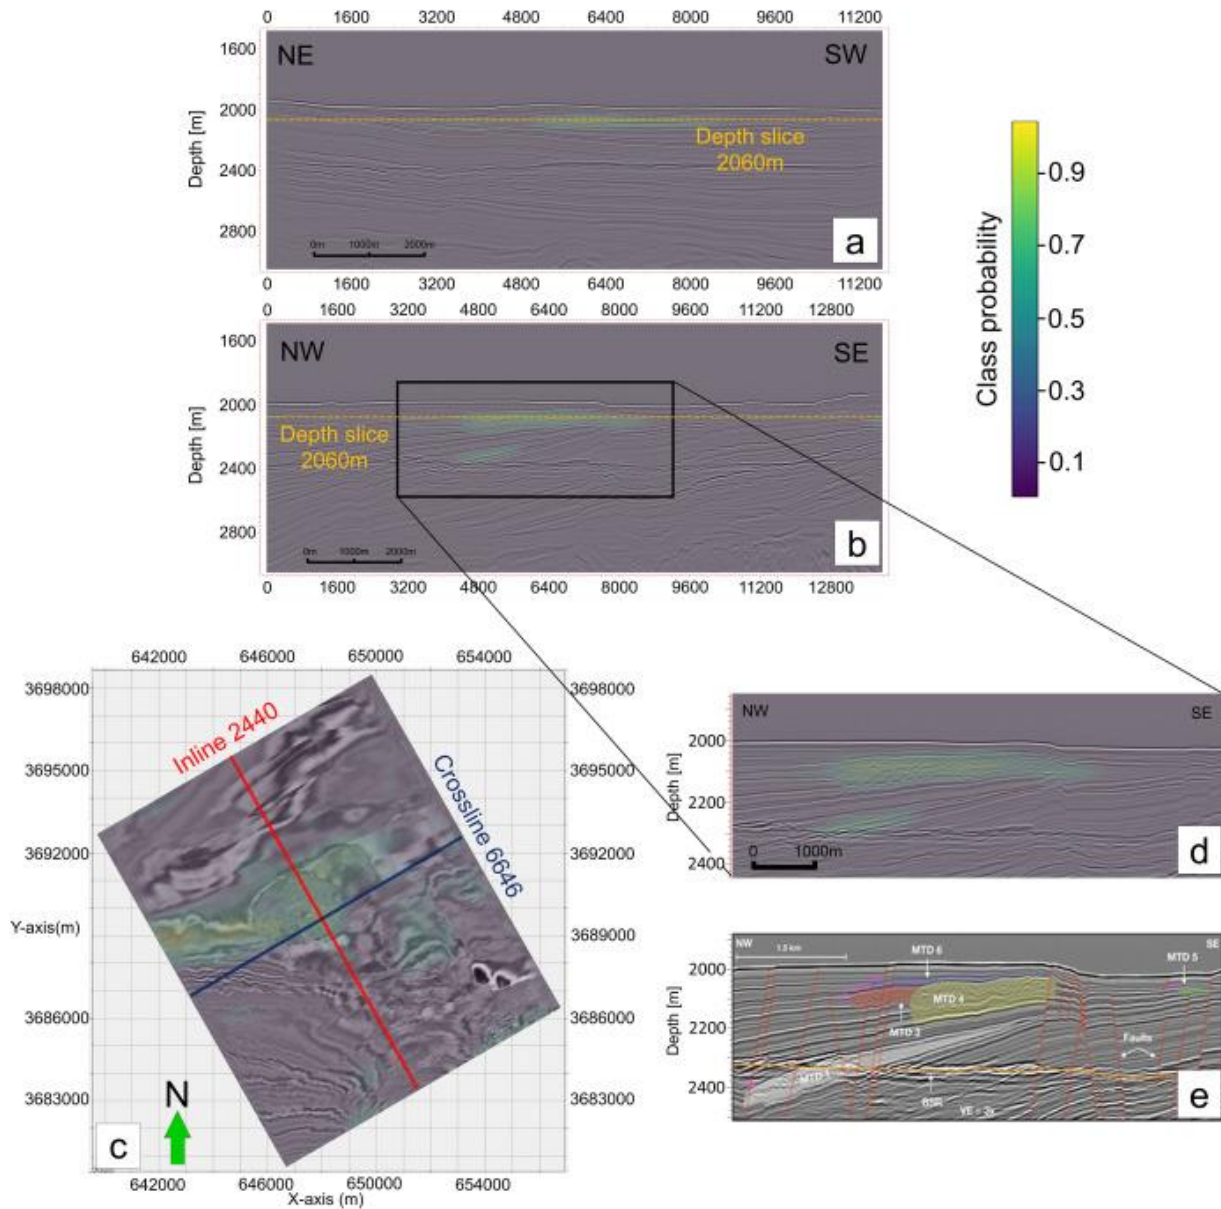 0 1600 3200 4800 6400 8000 9600 11200
NE SW
1600
2000
2400
2800
Depth [m]
Depth slice
2060m
0m 1000m 2000m
a
0 1600 3200 4800 6400 8000 9600 11200
0 1600 3200 4800 6400 8000 9600 11200 12800
NW SE
1600
2000
2400
2800
Depth [m]
Depth slice
2060m
0m 1000m 2000m
b
0 1600 3200 4800 6400 8000 9600 11200 12800
Class probability
0.9
0.7
0.5
0.3
0.1
642000 646000 650000 654000
3698000 3698000
3695000 3695000
3692000 3692000
Y-axis(m) 3689000
3686000 3686000
3683000 3683000
Inline 2440
Crossline 6646
N
c
642000 646000 650000 654000
X-axis (m)
NW SE
2000
2200
2400
Depth [m]
0 1000m
d
NW SE
1.5 km
MTD 6
MTD 5
2000
2200
2400
Depth [m]
MTD 4
MTD 3
Faults
MTD 1
BSR
VE = 3x
e